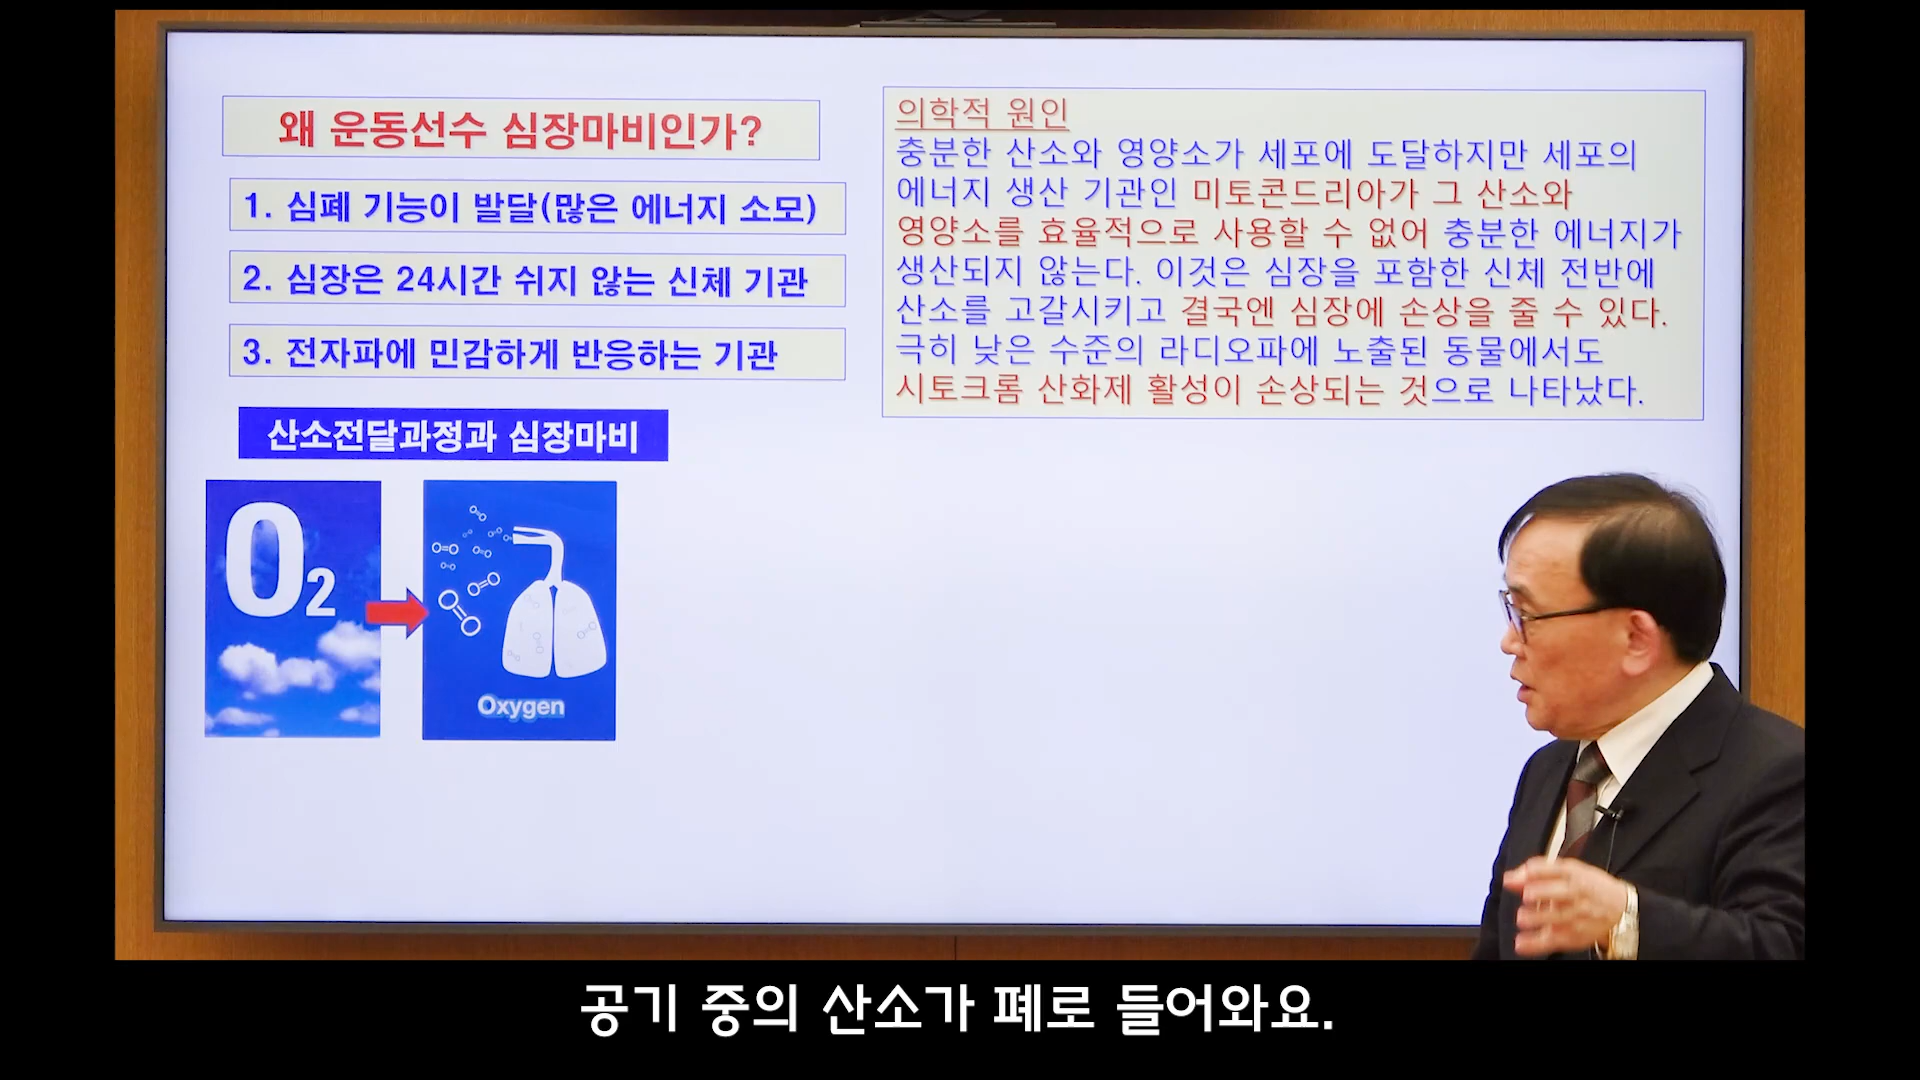 왜 운동선수 심장마비인가?
1. 심폐 기능이 발달(많은 에너지 소모)
2. 심장은 24시간 쉬지 않는 신체 기관
3. 전자파에 민감하게 반응하는 기관
산소전달과정과 심장마비
O2
Oxygen
의학적 원인
충분한 산소와 영양소가 세포에 도달하지만 세포의
에너지 생산 기관인 미토콘드리아가 그 산소와
영양소를 효율적으로 사용할 수 없어 충분한 에너지가
생산되지 않는다. 이것은 심장을 포함한 신체 전반에
산소를 고갈시키고 결국엔 심장에 손상을 줄 수 있다.
극히 낮은 수준의 라디오파에 노출된 동물에서도
시토크롬 산화제 활성이 손상되는 것으로 나타났다.
공기 중의 산소가 폐로 들어와요.